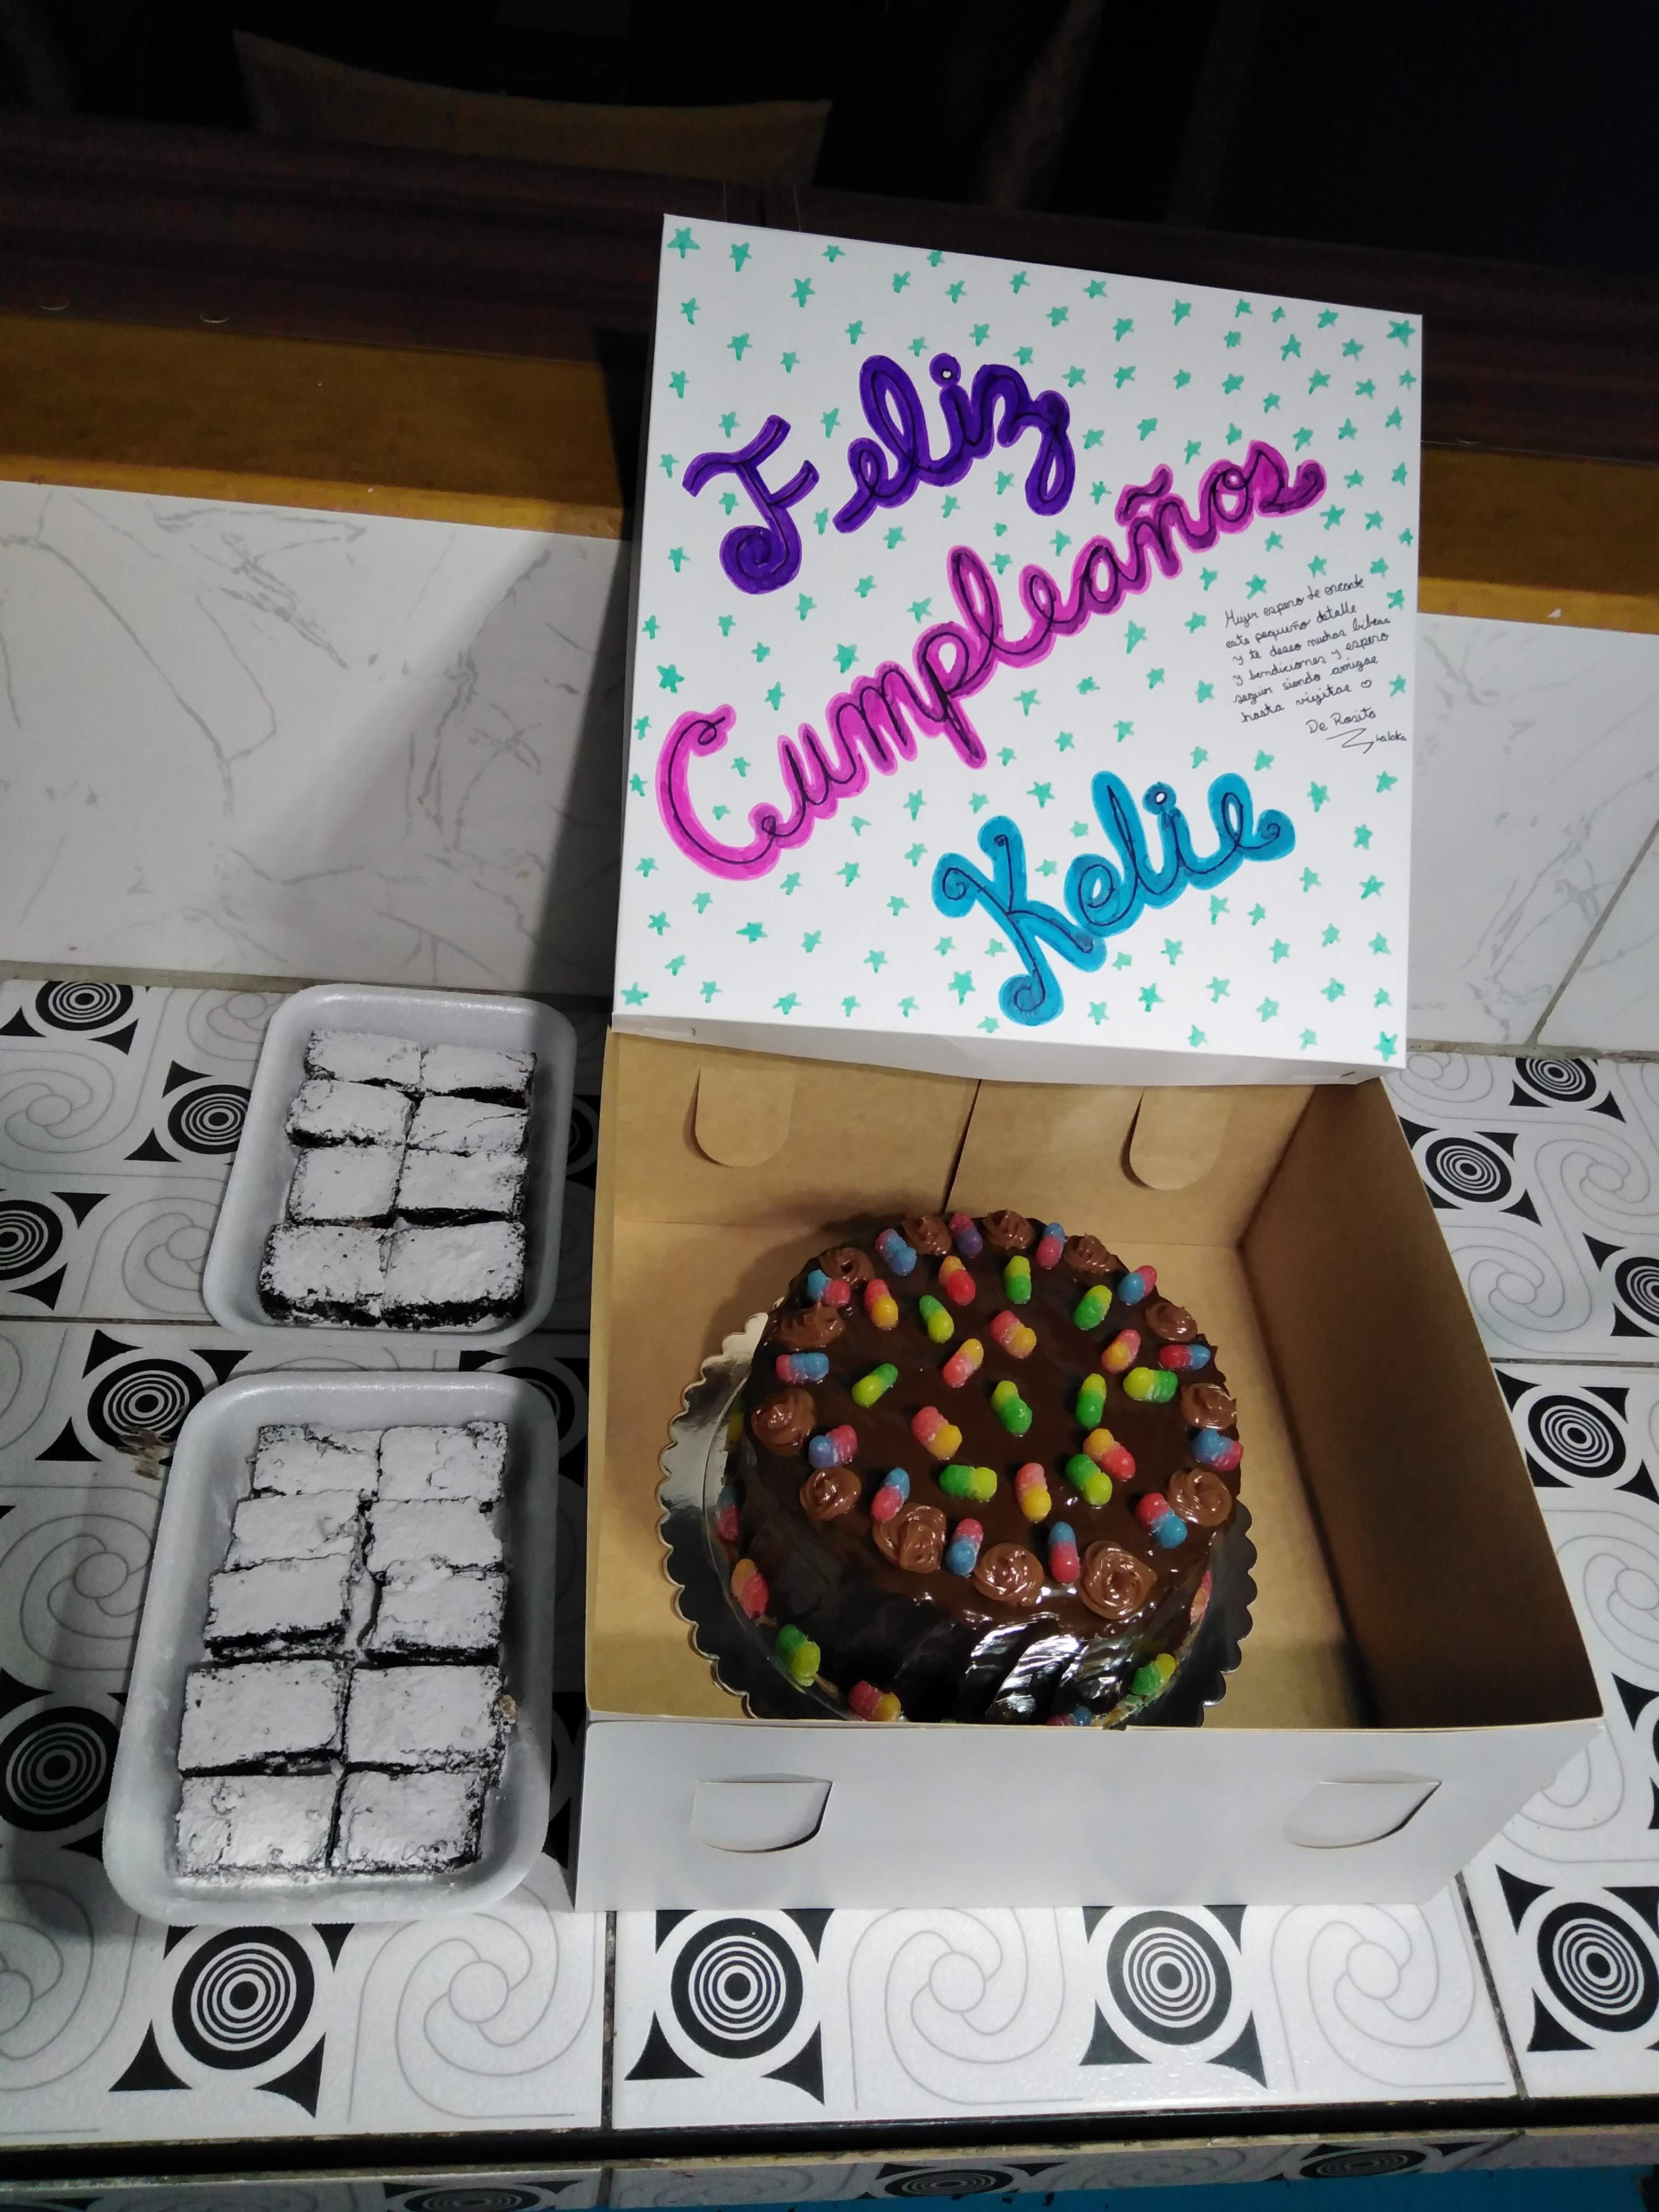 Feliz
Cumpleaños
Kelie
Mujer espero te encante
este pequeño detalle
y te deseo muchas bibras
y bendiciones y espero
seguir siendo amigas
hasta viejitas ♡
De Rosita